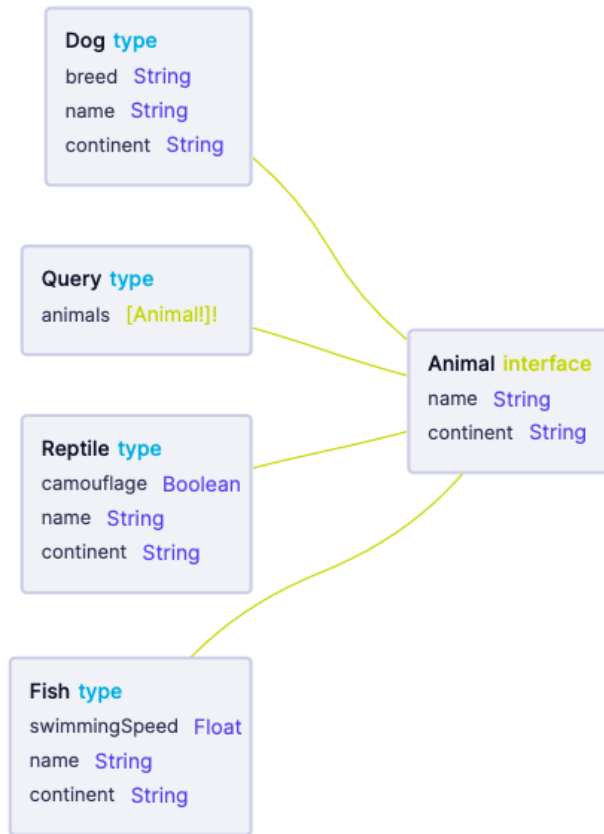 Dog type
breed String
name String
continent String
Query type
animals [Animal!]!
Animal interface
name String
continent String
Reptile type
camouflage Boolean
name String
continent String
Fish type
swimmingSpeed Float
name String
continent String